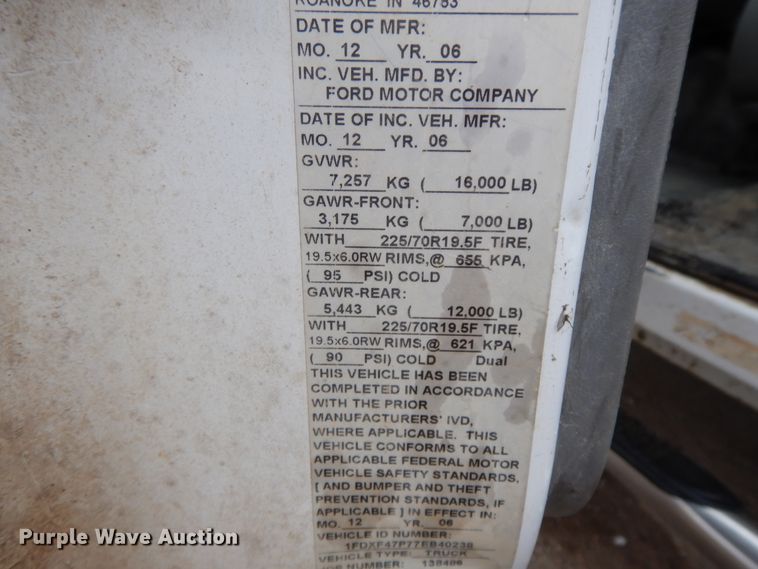 ROANOKE IN 46783
DATE OF MFR:
MO. 12 YR. 06
INC. VEH. MFD. BY:
FORD MOTOR COMPANY
DATE OF INC. VEH. MFR:
MO. 12 YR. 06
GVWR:
7,257 KG ( 16,000 LB)
GAWR-FRONT:
3,175 KG ( 7,000 LB)
WITH 225/70R19.5F TIRE,
19.5x6.0RW RIMS,@ 655 KPA,
( 95 PSI) COLD
GAWR-REAR:
5,443 KG ( 12,000 LB)
WITH 225/70R19.5F TIRE,
19.5x6.0RW RIMS,@ 621 KPA,
( 90 PSI) COLD Dual
THIS VEHICLE HAS BEEN
COMPLETED IN ACCORDANCE
WITH THE PRIOR
MANUFACTURERS' IVD,
WHERE APPLICABLE. THIS
VEHICLE CONFORMS TO ALL
APPLICABLE FEDERAL MOTOR
VEHICLE SAFETY STANDARDS,
[ AND BUMPER AND THEFT
PREVENTION STANDARDS, IF
APPLICABLE ] IN EFFECT IN:
MO. 12 YR. 06
VEHICLE ID NUMBER:
1FDXF47P77EB40238
VEHICLE TYPE: TRUCK
JOB NUMBER: 138406
Purple Wave Auction